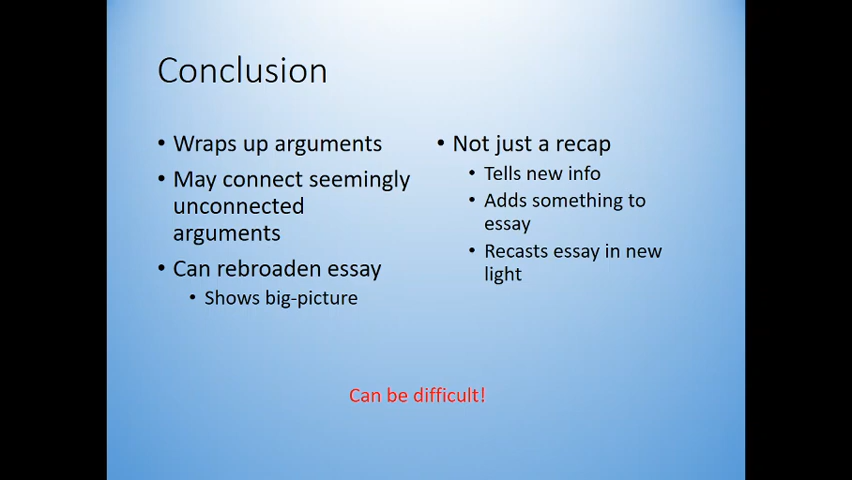 Conclusion
• Wraps up arguments
• May connect seemingly
unconnected
arguments
• Can rebroaden essay
• Shows big-picture
• Not just a recap
• Tells new info
• Adds something to
essay
• Recasts essay in new
light
Can be difficult!